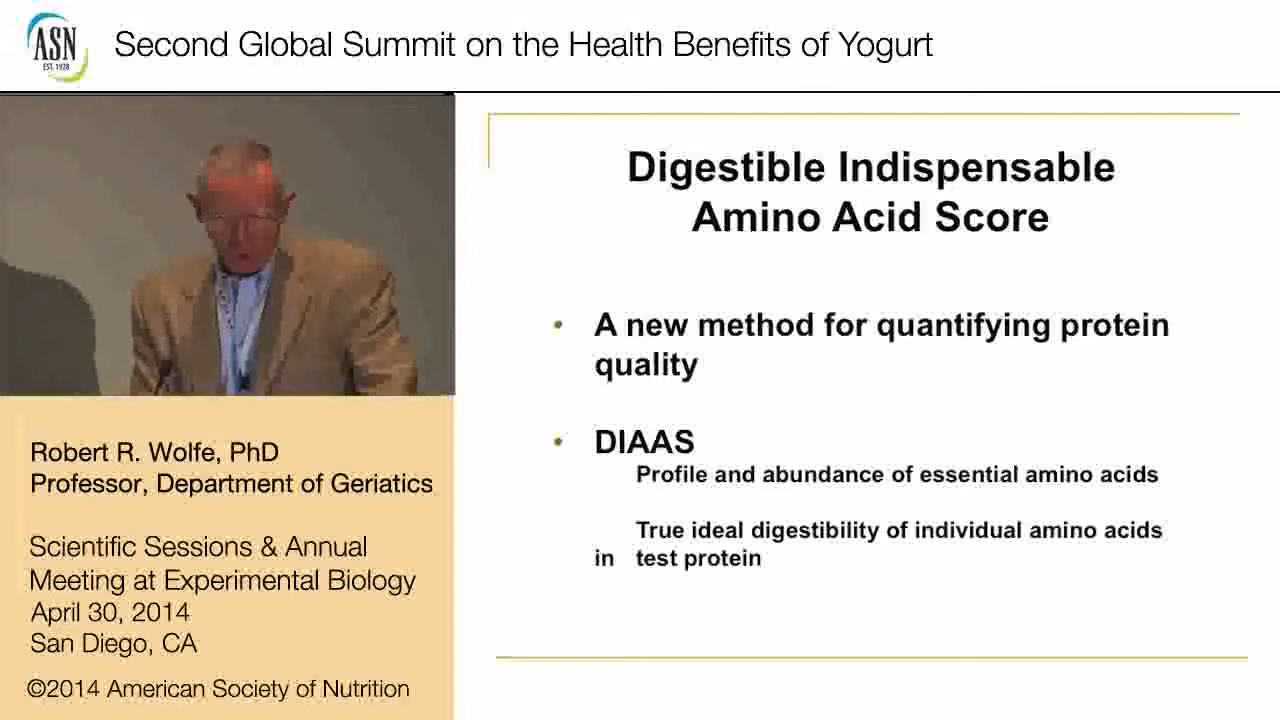 ASN
EST. 1928
Second Global Summit on the Health Benefits of Yogurt
Robert R. Wolfe, PhD
Professor, Department of Geriatics
Scientific Sessions & Annual
Meeting at Experimental Biology
April 30, 2014
San Diego, CA
©2014 American Society of Nutrition
Digestible Indispensable
Amino Acid Score
• A new method for quantifying protein
quality
• DIAAS
Profile and abundance of essential amino acids
True ideal digestibility of individual amino acids
in test protein